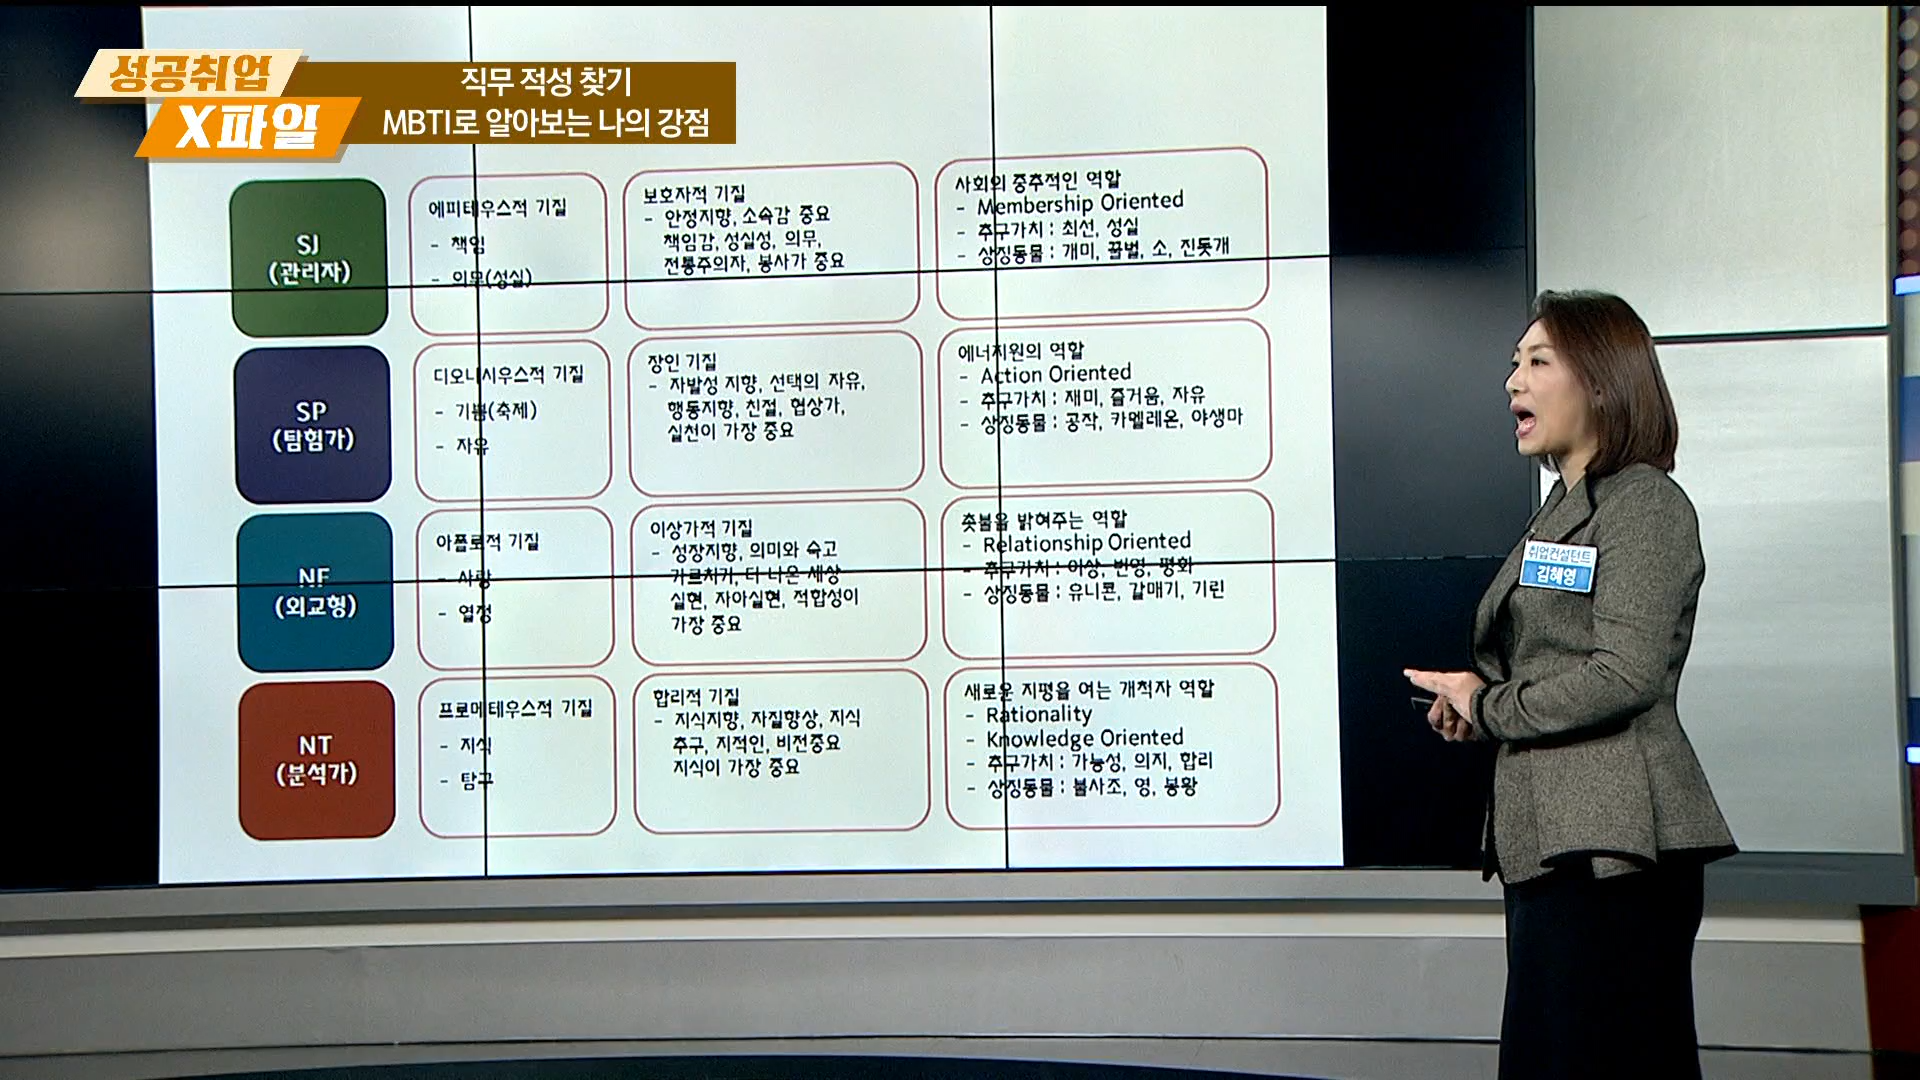 성공취업
X파일
직무 적성 찾기
MBTI로 알아보는 나의 강점
SJ
(관리자)
에피테우스적 기질
- 책임
- 의무(성실)
보호자적 기질
- 안정지향, 소속감 중요
책임감, 성실성, 의무,
전통주의자, 봉사가 중요
사회의 중추적인 역할
- Membership Oriented
- 추구가치 : 최선, 성실
- 상징동물 : 개미, 꿀벌, 소, 진돗개
SP
(탐험가)
디오니시우스적 기질
- 기쁨(축제)
- 자유
장인 기질
- 자발성 지향, 선택의 자유,
행동지향, 친절, 협상가,
실천이 가장 중요
에너지원의 역할
- Action Oriented
- 추구가치 : 재미, 즐거움, 자유
- 상징동물 : 공작, 카멜레온, 야생마
NF
(외교형)
아폴로적 기질
- 사랑
- 열정
이상가적 기질
- 성장지향, 의미와 숙고
가르치기, 더 나은 세상
실현, 자아실현, 적합성이
가장 중요
촛불을 밝혀주는 역할
- Relationship Oriented
- 추구가치 : 이상, 번영, 평화
- 상징동물 : 유니콘, 갈매기, 기린
NT
(분석가)
프로메테우스적 기질
- 지식
- 탐구
합리적 기질
- 지식지향, 자질향상, 지식
추구, 지적인, 비전중요
지식이 가장 중요
새로운 지평을 여는 개척자 역할
- Rationality
- Knowledge Oriented
- 추구가치 : 가능성, 의지, 합리
- 상징동물 : 불사조, 영, 봉황
취업컨설턴트
김혜영